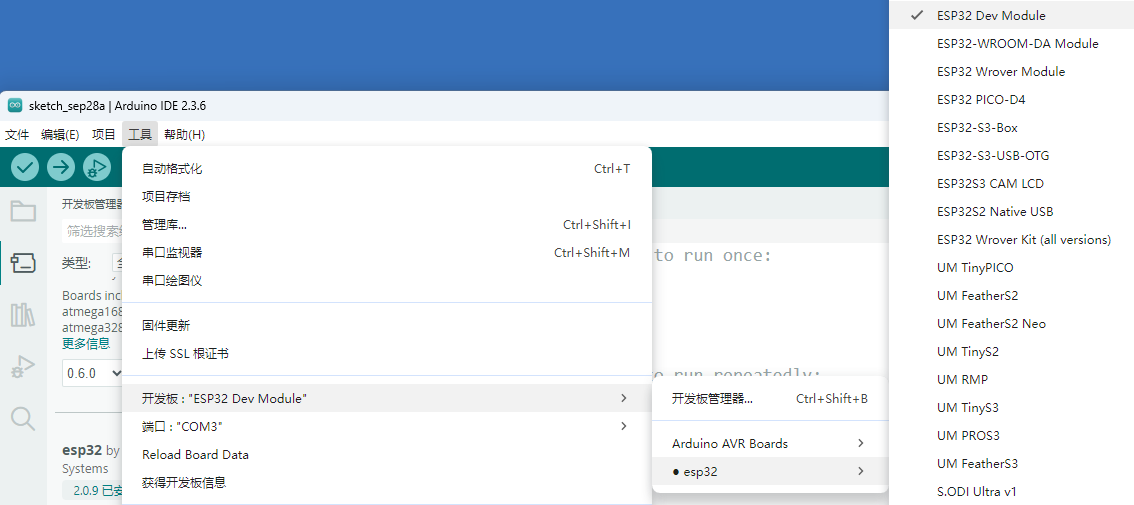 sketch_sep28a | Arduino IDE 2.3.6
文件 编辑(E) 项目 工具 帮助(H)
开发板管理器
筛选搜索
类型:
Boards inc
atmega168
atmega328
更多信息
0.6.0
esp32 by
Systems
2.0.9 已安
自动格式化 Ctrl+T
项目存档
管理库... Ctrl+Shift+I
串口监视器 Ctrl+Shift+M
串口绘图仪
固件更新
上传 SSL 根证书
开发板 : "ESP32 Dev Module"
端口 : "COM3"
Reload Board Data
获得开发板信息
to run once:
o run repeatedly:
开发板管理器... Ctrl+Shift+B
Arduino AVR Boards
● esp32
ESP32 Dev Module
ESP32-WROOM-DA Module
ESP32 Wrover Module
ESP32 PICO-D4
ESP32-S3-Box
ESP32-S3-USB-OTG
ESP32S3 CAM LCD
ESP32S2 Native USB
ESP32 Wrover Kit (all versions)
UM TinyPICO
UM FeatherS2
UM FeatherS2 Neo
UM TinyS2
UM RMP
UM TinyS3
UM PROS3
UM FeatherS3
S.ODI Ultra v1